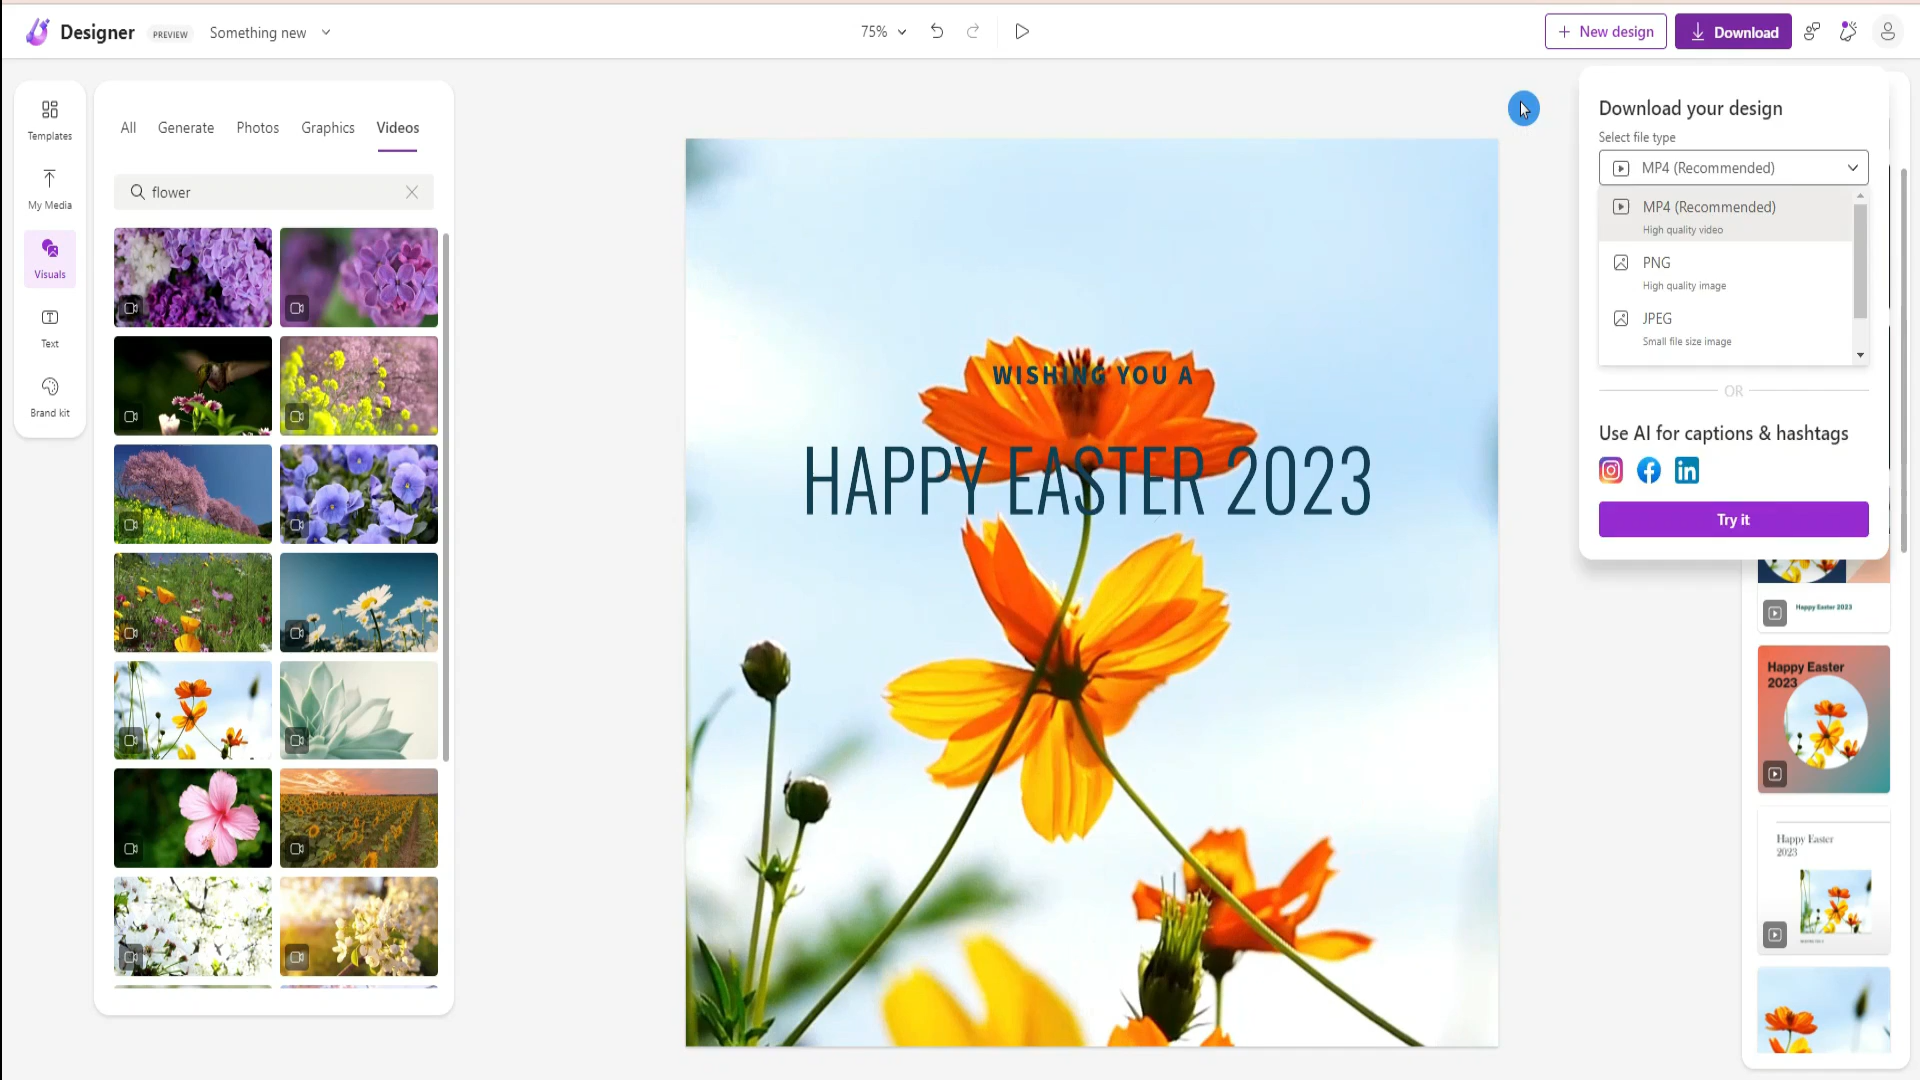 Designer PREVIEW Something new 75% New design Download
Templates
My Media
Visuals
Text
Brand kit
All Generate Photos Graphics Videos
flower
WISHING YOU A
HAPPY EASTER 2023
Download your design
Select file type
MP4 (Recommended)
MP4 (Recommended)
High quality video
PNG
High quality image
JPEG
Small file size image
OR
Use AI for captions & hashtags
Try it
Happy Easter 2023
Happy Easter
2023
Happy Easter
2023